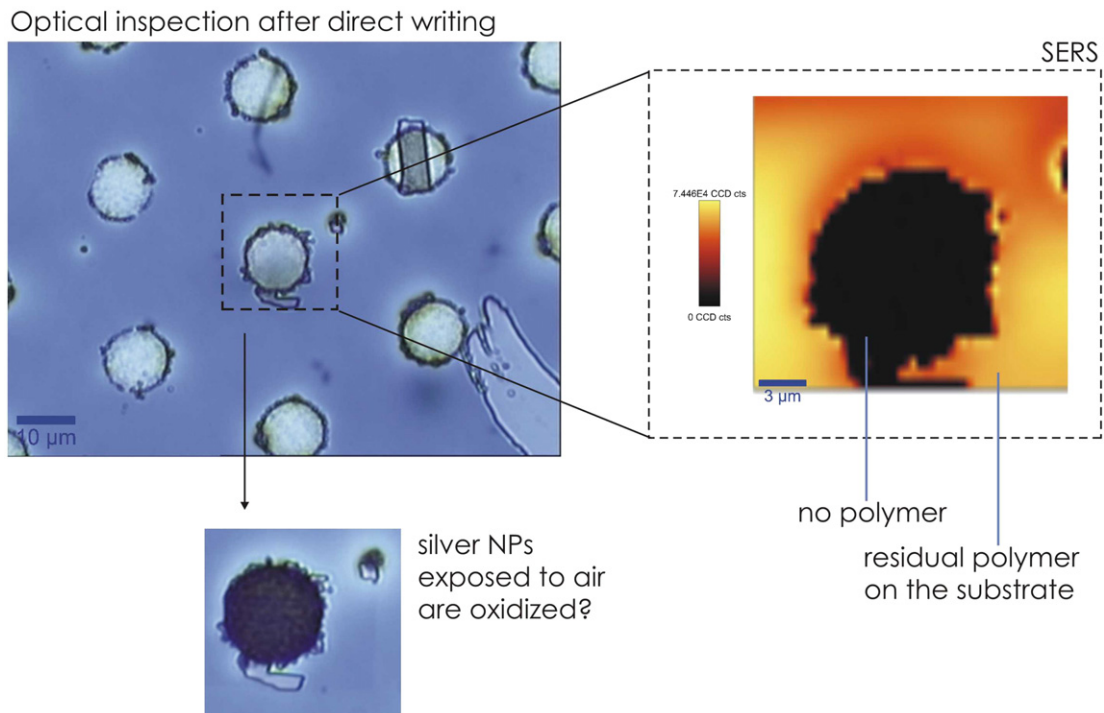 Optical inspection after direct writing
SERS
7.446E4 CCD cts
0 CCD cts
3 µm
10 µm
no polymer
residual polymer
on the substrate
silver NPs
exposed to air
are oxidized?